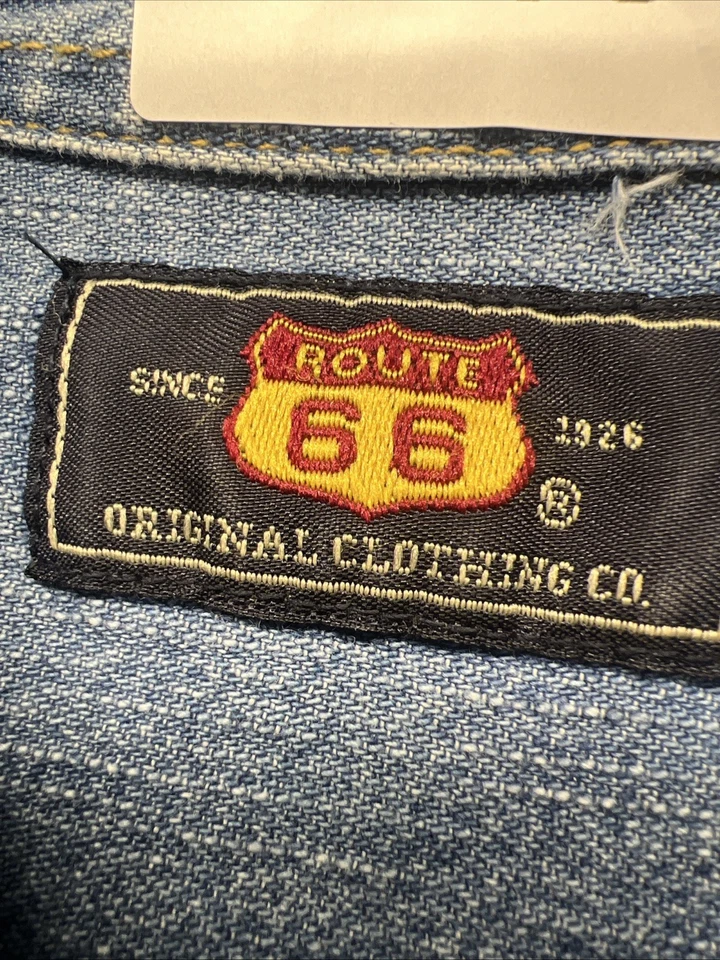 ROUTE
SINCE 66 1926
®
ORIGINAL CLOTHING CO.